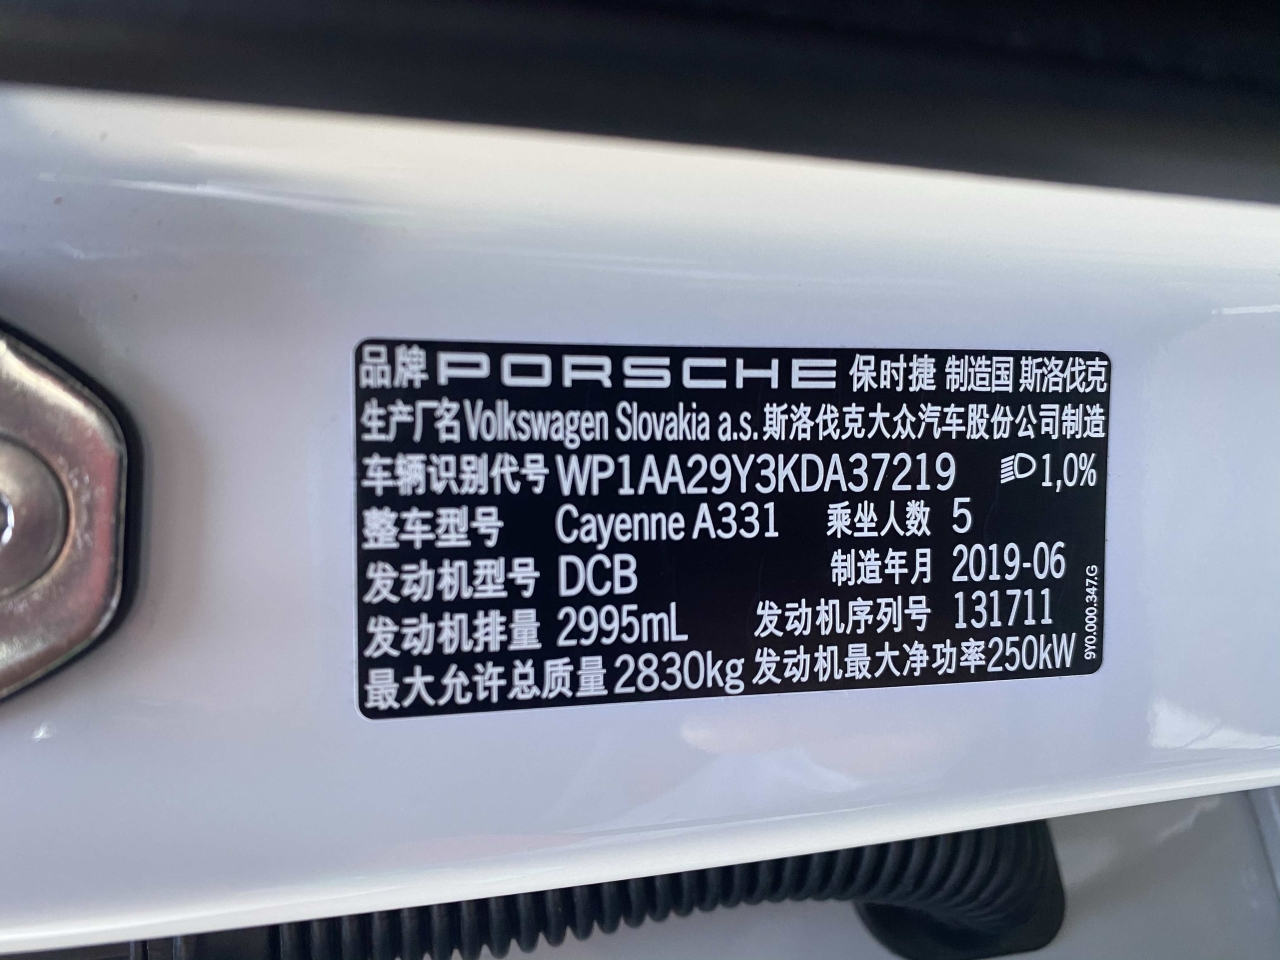 品牌 PORSCHE 保时捷 制造国 斯洛伐克
生产厂名 Volkswagen Slovakia a.s. 斯洛伐克大众汽车股份公司制造
车辆识别代号 WP1AA29Y3KDA37219 1,0%
整车型号 Cayenne A331 乘坐人数 5
发动机型号 DCB 制造年月 2019-06
发动机排量 2995mL 发动机序列号 131711
最大允许总质量 2830kg 发动机最大净功率 250kW
9Y0.000.347.G